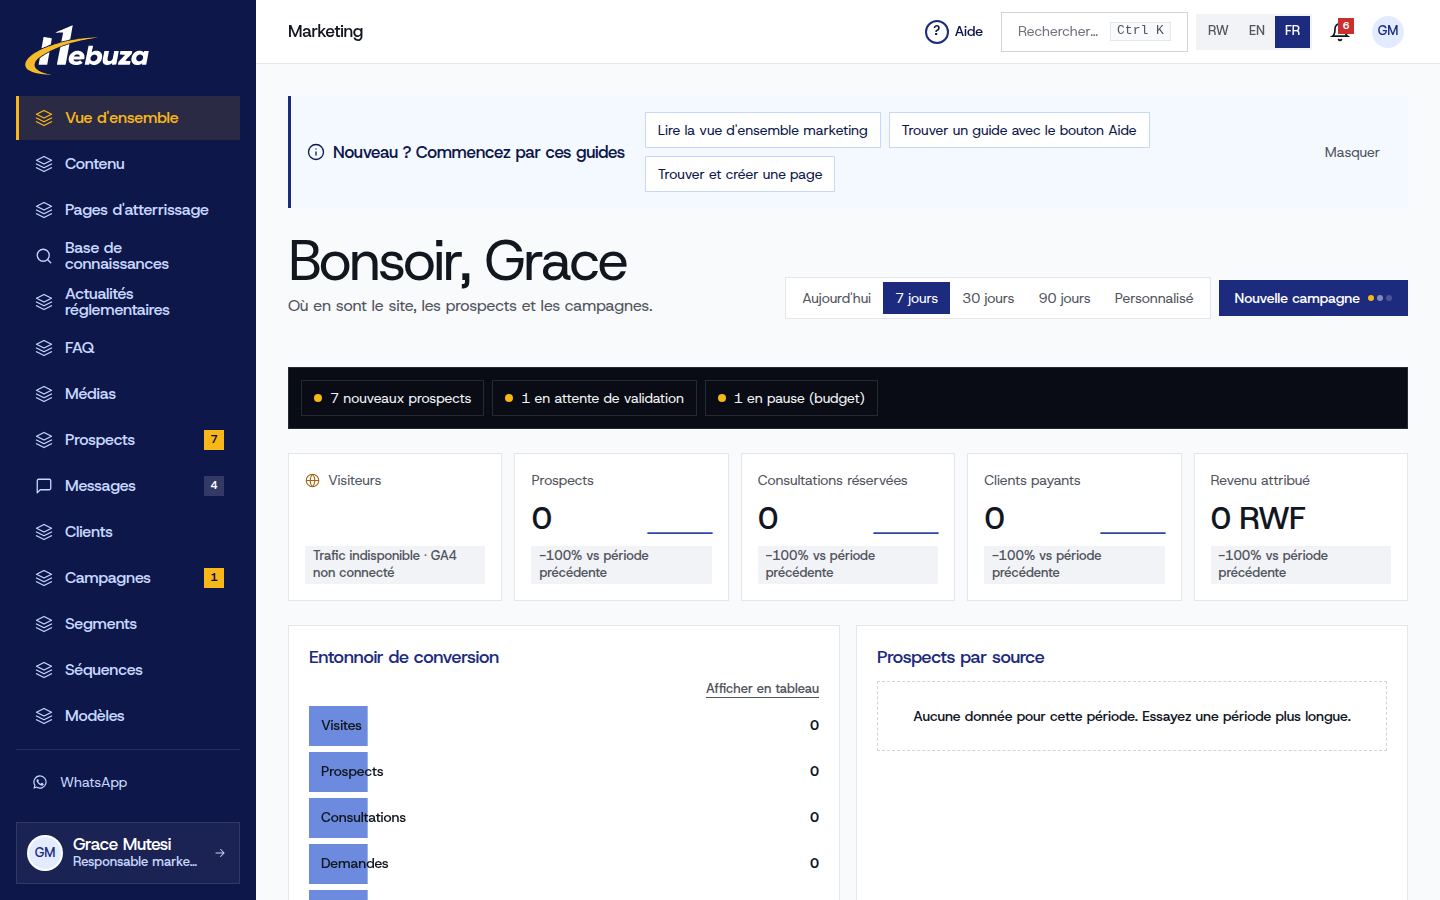 Hebuza
Vue d'ensemble
Contenu
Pages d'atterrissage
Base de
connaissances
Actualités
réglementaires
FAQ
Médias
Prospects 7
Messages 4
Clients
Campagnes 1
Segments
Séquences
Modèles
WhatsApp
GM
Grace Mutesi
Responsable marke...
Marketing
? Aide
Rechercher... Ctrl K
RW EN FR
6
GM
Nouveau ? Commencez par ces guides
Lire la vue d'ensemble marketing
Trouver un guide avec le bouton Aide
Trouver et créer une page
Masquer
Bonsoir, Grace
Où en sont le site, les prospects et les campagnes.
Aujourd'hui 7 jours 30 jours 90 jours Personnalisé
Nouvelle campagne
7 nouveaux prospects
1 en attente de validation
1 en pause (budget)
Visiteurs
Trafic indisponible · GA4
non connecté
Prospects
0
−100% vs période
précédente
Consultations réservées
0
−100% vs période
précédente
Clients payants
0
−100% vs période
précédente
Revenu attribué
0 RWF
−100% vs période
précédente
Entonnoir de conversion
Afficher en tableau
Visites 0
Prospects 0
Consultations 0
Demandes 0
Prospects par source
Aucune donnée pour cette période. Essayez une période plus longue.